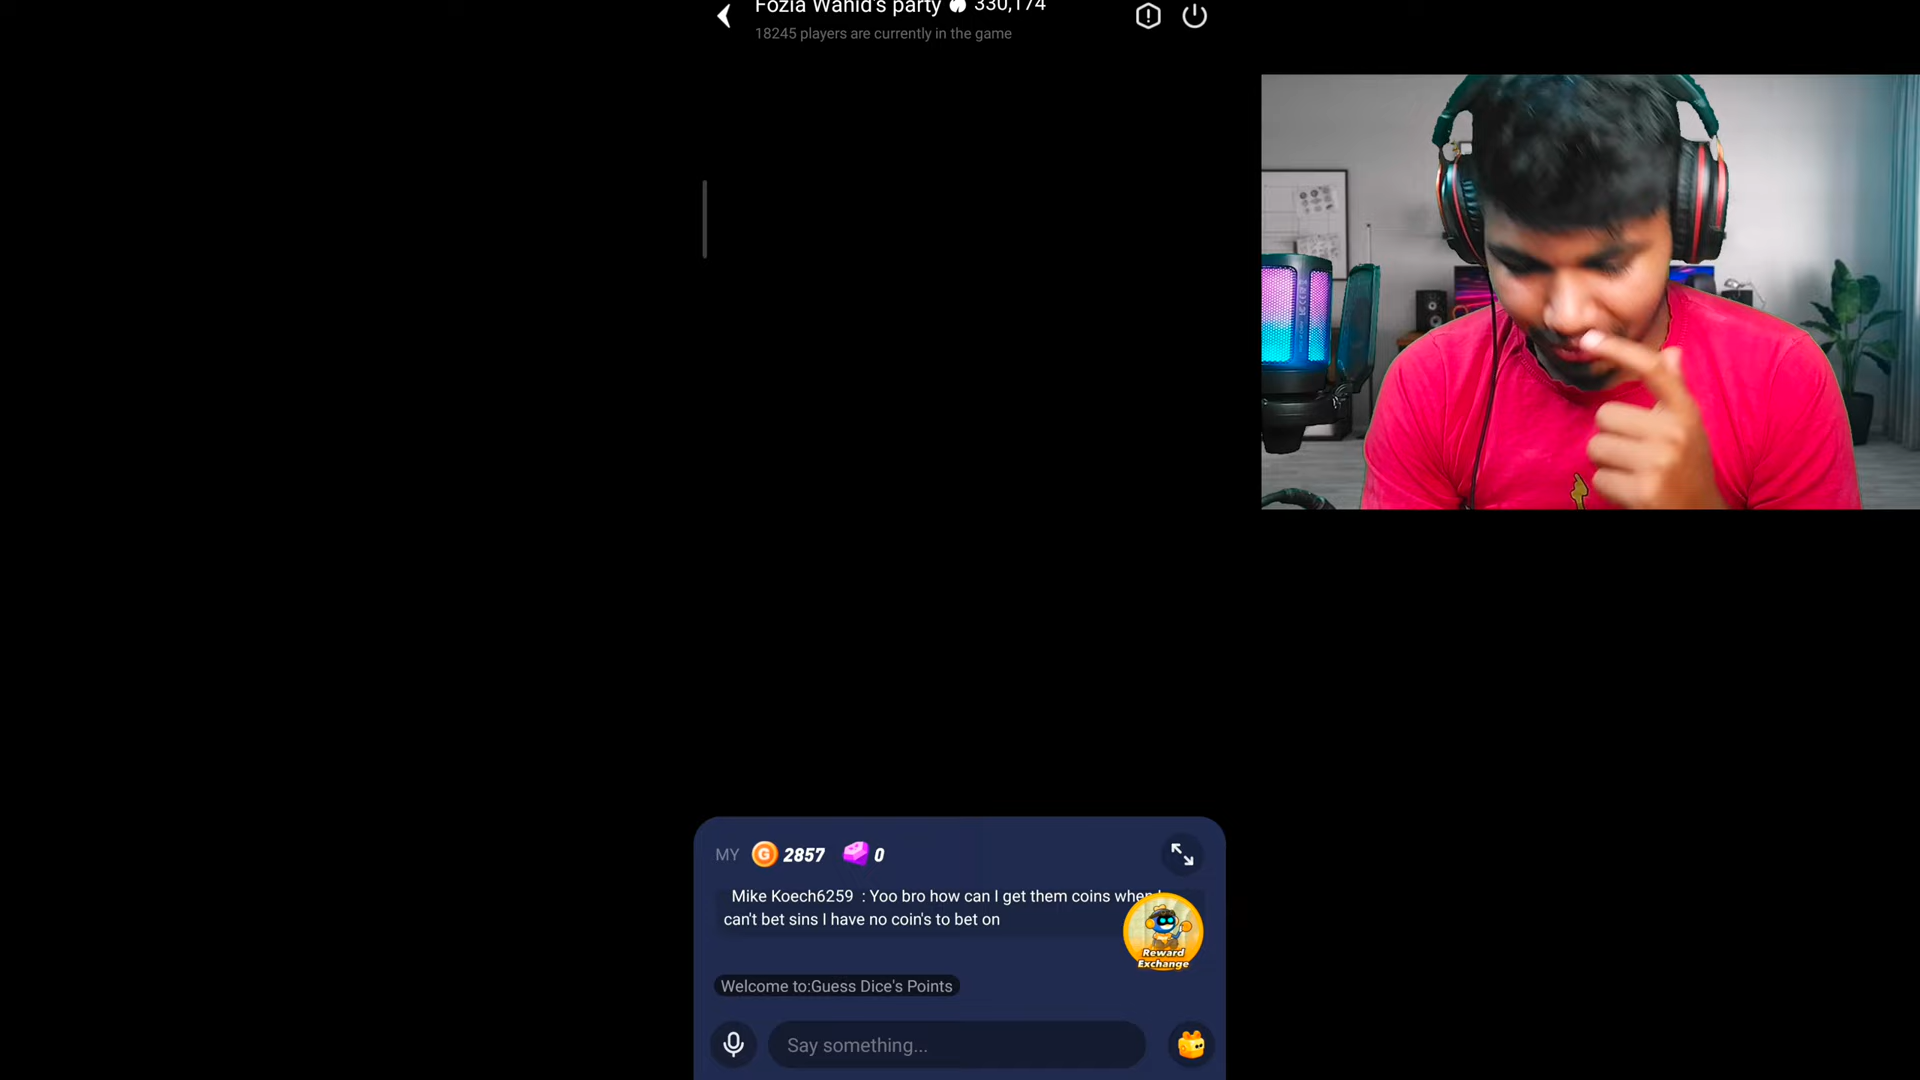 Fozia Wahid's party 330,174
18245 players are currently in the game
MY G 2857 0
Mike Koech6259 : Yoo bro how can I get them coins when I
can't bet sins I have no coin's to bet on
Reward
Exchange
Welcome to:Guess Dice's Points
Say something...